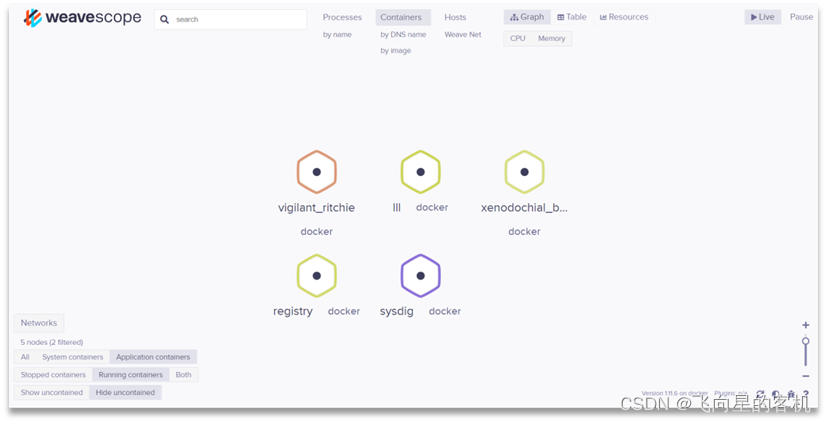 weavescope
search
Processes
by name
Containers
by DNS name
by image
Hosts
Weave Net
Graph
Table
Resources
CPU
Memory
Live
Pause
vigilant_ritchie
docker
lll
docker
xenodochial_b...
docker
registry
docker
sysdig
docker
Networks
5 nodes (2 filtered)
All
System containers
Application containers
Stopped containers
Running containers
Both
Show uncontained
Hide uncontained
Version 1.11.6 on docker
Plugins: n/a
CSDN @飞向星的客机